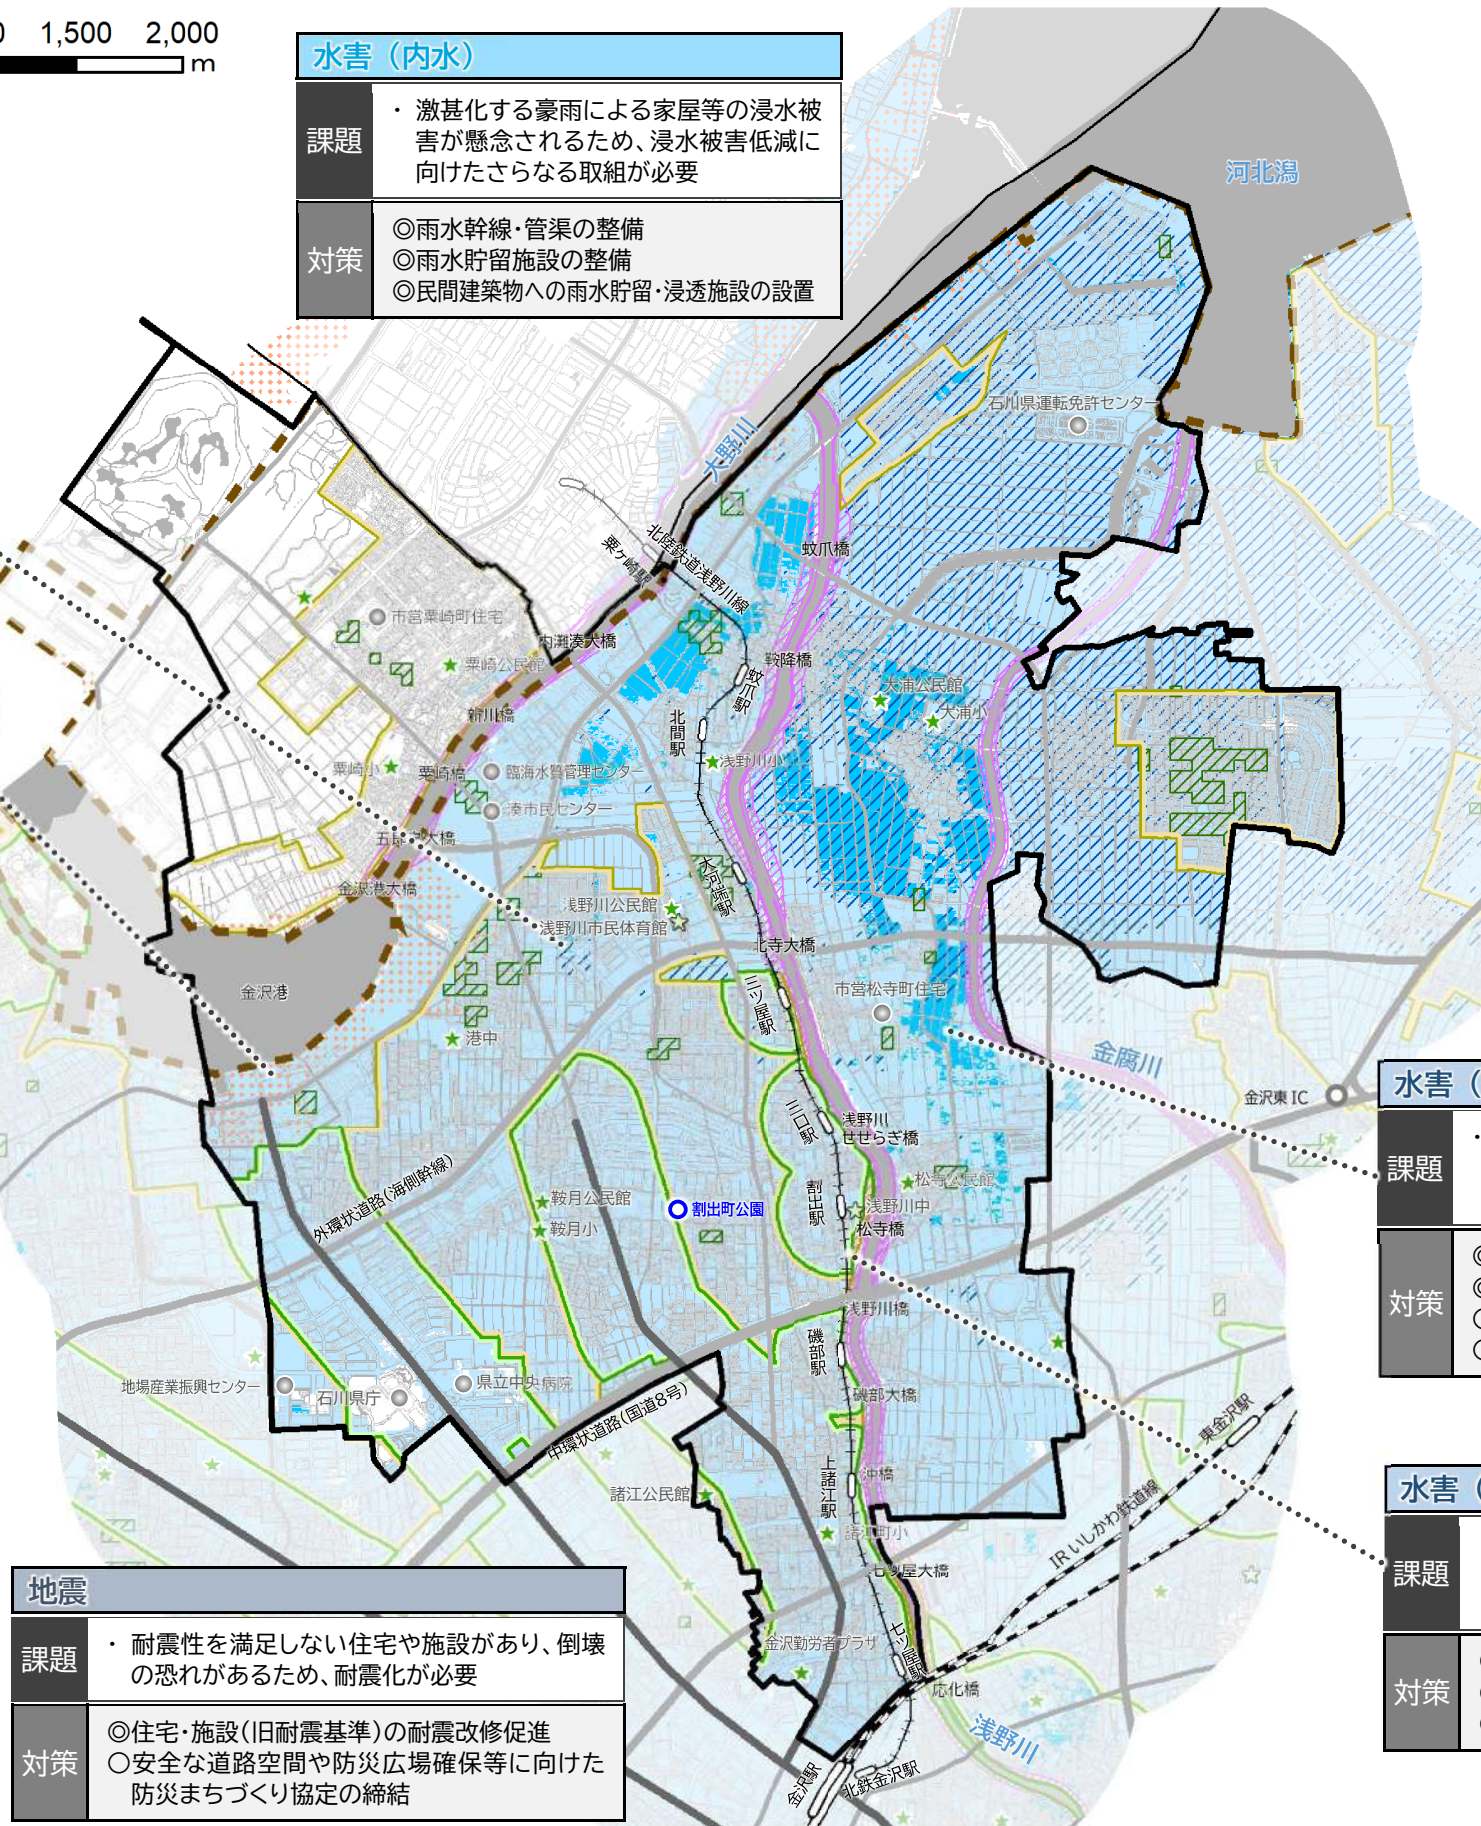 1,500 2,000
m
水害（内水）
課題
・ 激甚化する豪雨による家屋等の浸水被
害が懸念されるため、浸水被害低減に
向けたさらなる取組が必要
対策
◎雨水幹線・管渠の整備
◎雨水貯留施設の整備
◎民間建築物への雨水貯留・浸透施設の設置
河北潟
石川県運転免許センター
大野川
蚊爪橋
北陸鉄道浅野川線
粟ヶ崎駅
市営粟崎町住宅
内灘湊大橋
粟崎公民館
鞍降橋
蚊爪駅
大浦公民館
大浦小
新川橋
北間駅
粟崎小
粟崎橋
臨海水質管理センター
浅野川小
湊市民センター
大河端駅
金沢港大橋
浅野川公民館
浅野川市民体育館
北寺大橋
三ツ屋駅
市営松寺町住宅
金沢港
港中
金腐川
金沢東 IC
水害（
課題
・
対策
三口駅
浅野川
せせらぎ橋
外環状道路（海側幹線）
鞍月公民館
鞍月小
割出町公園
割出駅
松寺公民館
浅野川中
松寺橋
浅野川橋
磯部駅
地場産業振興センター
石川県庁
県立中央病院
中環状道路（国道8号）
磯部大橋
東金沢駅
諸江公民館
上諸江駅
沖橋
諸江町小
IRいしかわ鉄道線
七ツ屋大橋
水害（
課題
対策
地震
課題
・ 耐震性を満足しない住宅や施設があり、倒壊
の恐れがあるため、耐震化が必要
対策
◎住宅・施設（旧耐震基準）の耐震改修促進
○安全な道路空間や防災広場確保等に向けた
防災まちづくり協定の締結
金沢勤労者プラザ
七ツ屋駅
応化橋
浅野川
金沢駅
北鉄金沢駅